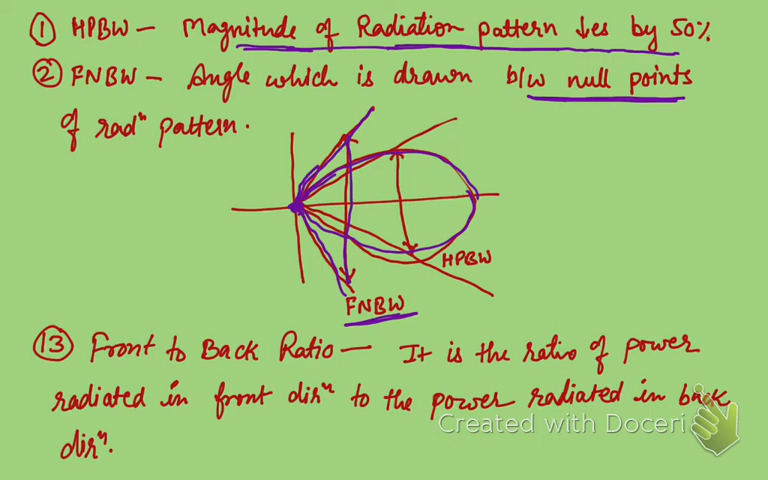 ① HPBW – Magnitude of Radiation pattern ↓es by 50%
② FNBW – Angle which is drawn b/w null points
of radⁿ pattern.
HPBW
FNBW
⑬ Front to Back Ratio – It is the ratio of power
radiated in front dirⁿ to the power radiated in back
dirⁿ.
Created with Doceri